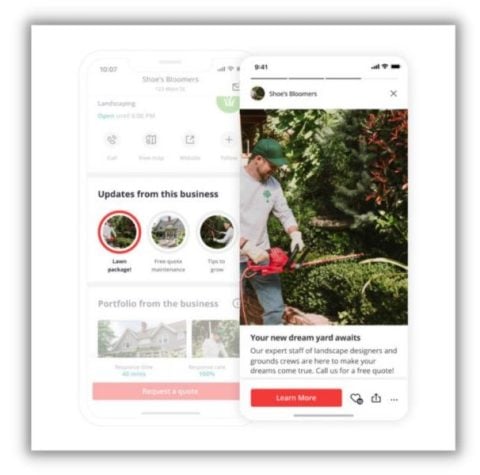 10:07
Shoe's Bloomers
123 Main St
Landscaping
Open until 6:00 PM
Call
View map
Website
Follow
Updates from this business
Lawn
package!
Free quote
maintenance
Tips to
grow
Portfolio from the business
Response time
40 mins
Response rate
100%
Request a quote
9:41
Shoe's Bloomers
Your new dream yard awaits
Our expert staff of landscape designers and
grounds crews are here to make your
dreams come true. Call us for a free quote!
Learn More